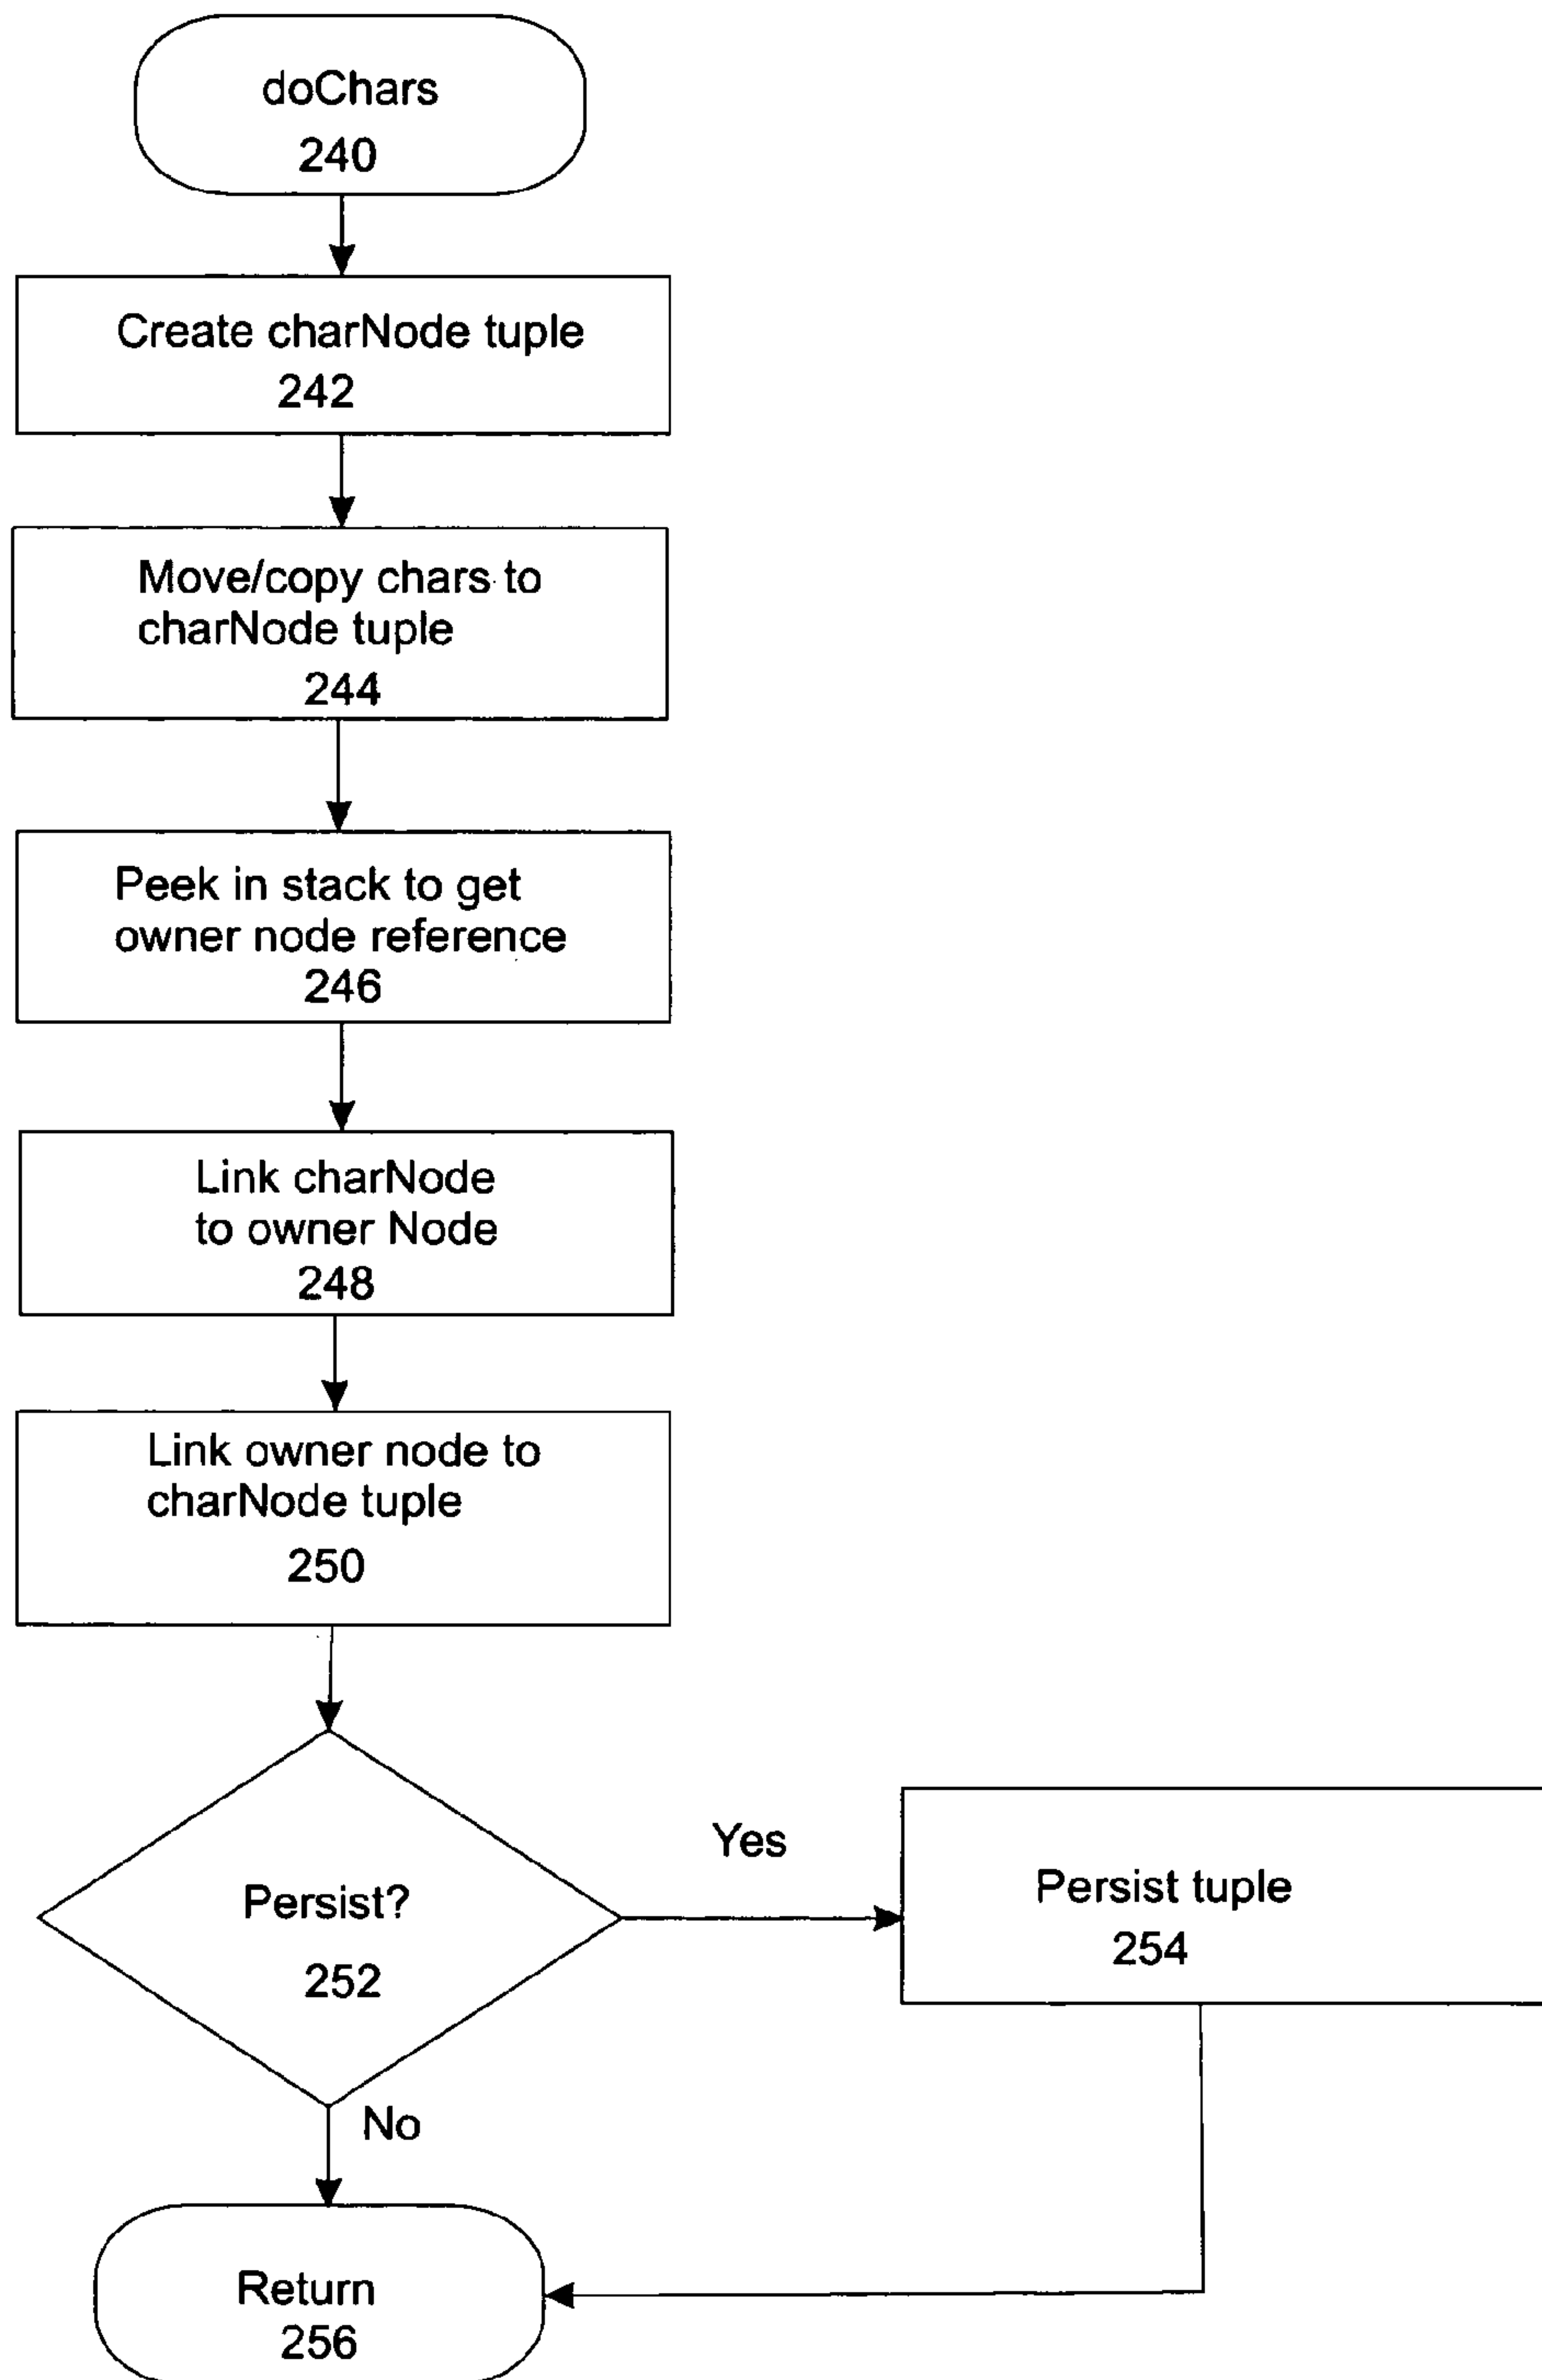 doChars
240
Create charNode tuple
242
Move/copy chars to
charNode tuple
244
Peek in stack to get
owner node reference
246
Link charNode
to owner Node
248
Link owner node to
charNode tuple
250
Yes
Persist?
252
Persist tuple
254
No
Return
256